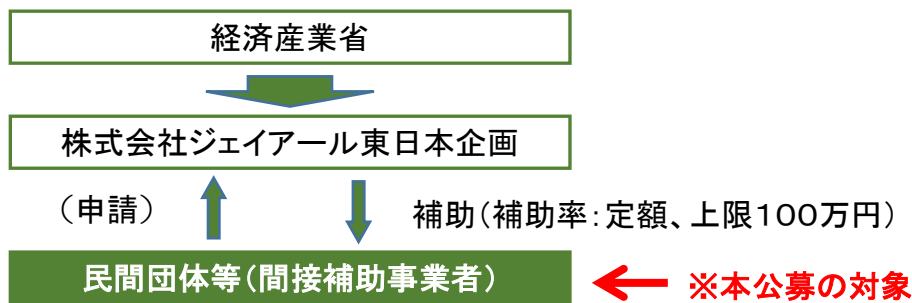 経済産業省
株式会社ジェイアール東日本企画
（申請）
補助（補助率：定額、上限１００万円）
民間団体等（間接補助事業者）
※本公募の対象